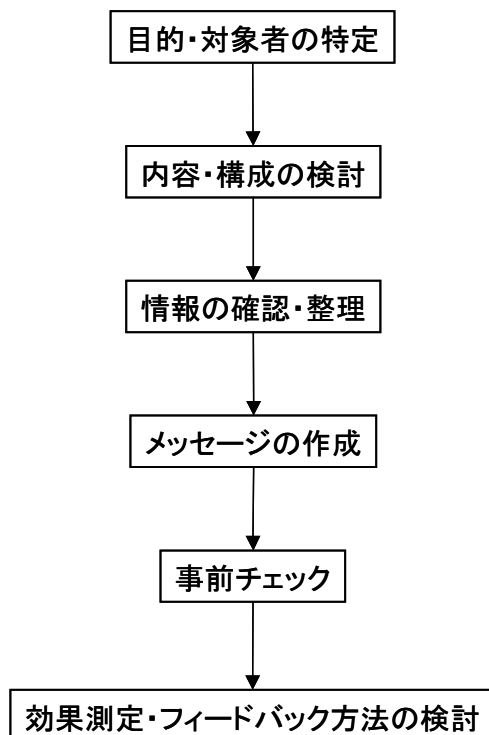 目的・対象者の特定
内容・構成の検討
情報の確認・整理
メッセージの作成
事前チェック
効果測定・フィードバック方法の検討